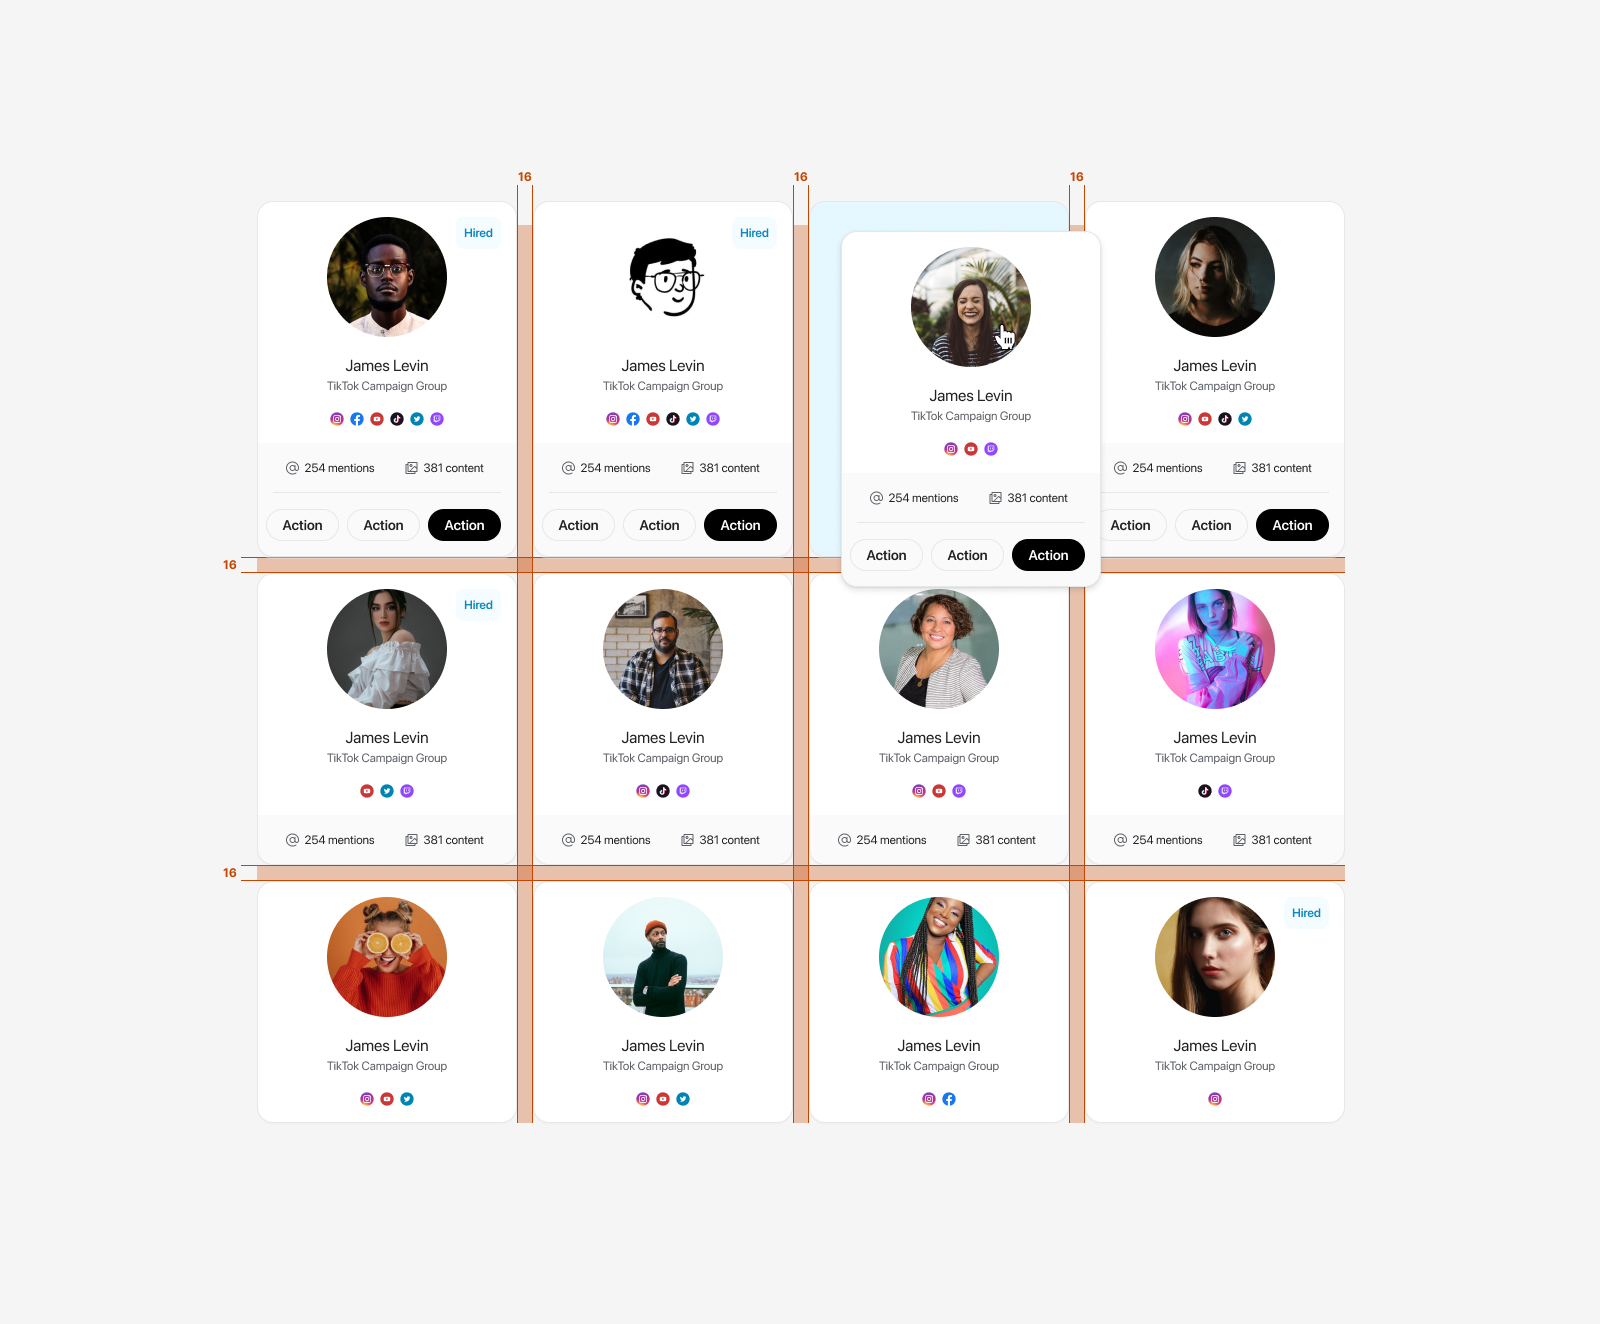 16 16 16
Hired
Hired
James Levin
TikTok Campaign Group
254 mentions 381 content
Action Action Action
James Levin
TikTok Campaign Group
254 mentions 381 content
Action Action Action
James Levin
TikTok Campaign Group
254 mentions 381 content
Action Action Action
James Levin
TikTok Campaign Group
254 mentions 381 content
Action Action Action
16
Hired
James Levin
TikTok Campaign Group
254 mentions 381 content
James Levin
TikTok Campaign Group
254 mentions 381 content
James Levin
TikTok Campaign Group
254 mentions 381 content
James Levin
TikTok Campaign Group
254 mentions 381 content
16
James Levin
TikTok Campaign Group
James Levin
TikTok Campaign Group
James Levin
TikTok Campaign Group
Hired
James Levin
TikTok Campaign Group